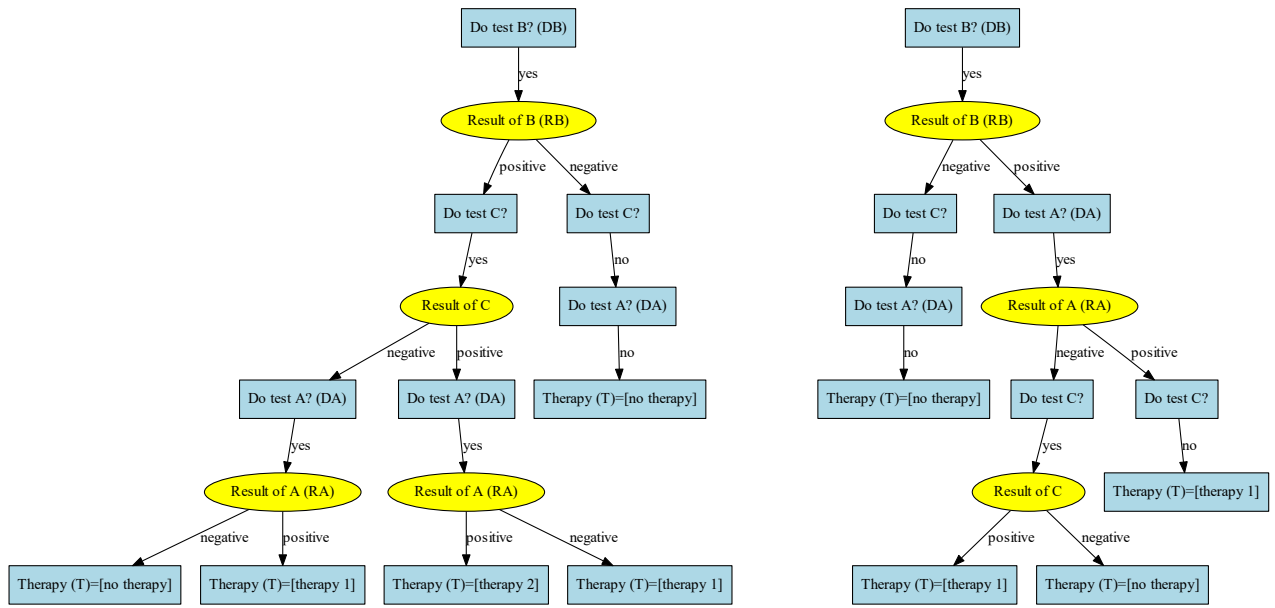 Do test B? (DB)
Do test B? (DB)
yes
yes
Result of B (RB)
Result of B (RB)
positive
negative
negative
positive
Do test C?
Do test C?
Do test C?
Do test A? (DA)
yes
no
no
yes
Result of C
Do test A? (DA)
Do test A? (DA)
Result of A (RA)
negative
positive
no
no
negative
positive
Do test A? (DA)
Do test A? (DA)
Therapy (T)=[no therapy]
Therapy (T)=[no therapy]
Do test C?
Do test C?
yes
yes
yes
no
Result of A (RA)
Result of A (RA)
Result of C
Therapy (T)=[therapy 1]
negative
positive
positive
negative
positive
negative
Therapy (T)=[no therapy]
Therapy (T)=[therapy 1]
Therapy (T)=[therapy 2]
Therapy (T)=[therapy 1]
Therapy (T)=[therapy 1]
Therapy (T)=[no therapy]